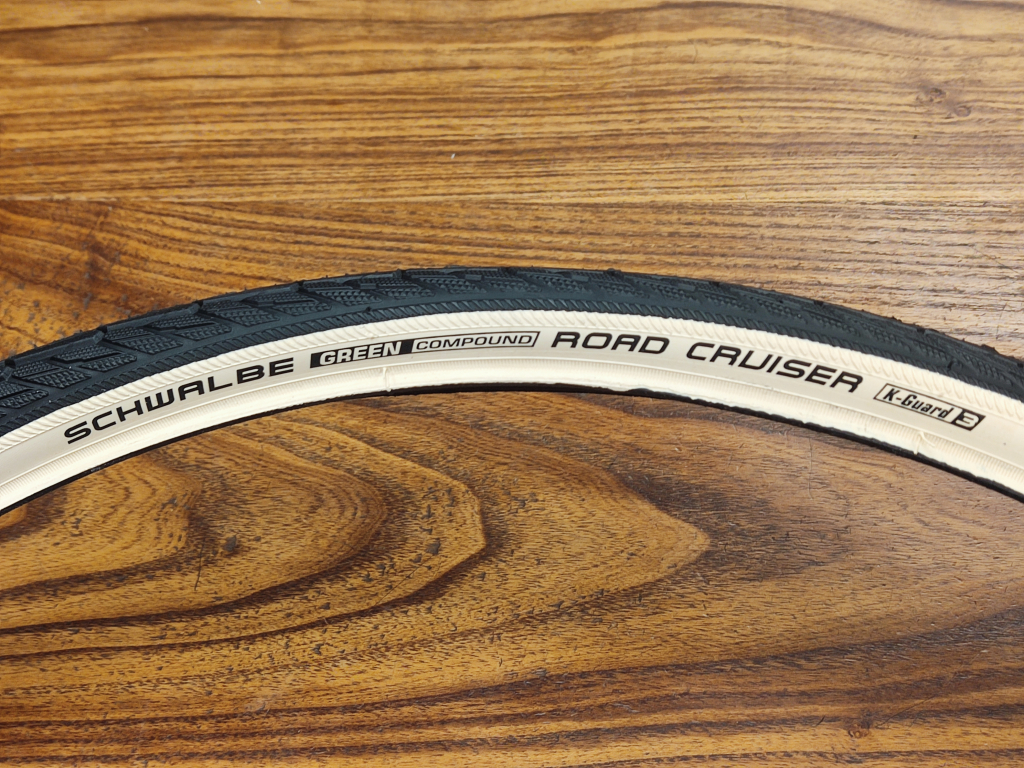 SCHWALBE GREEN COMPOUND ROAD CRUISER K-Guard 3